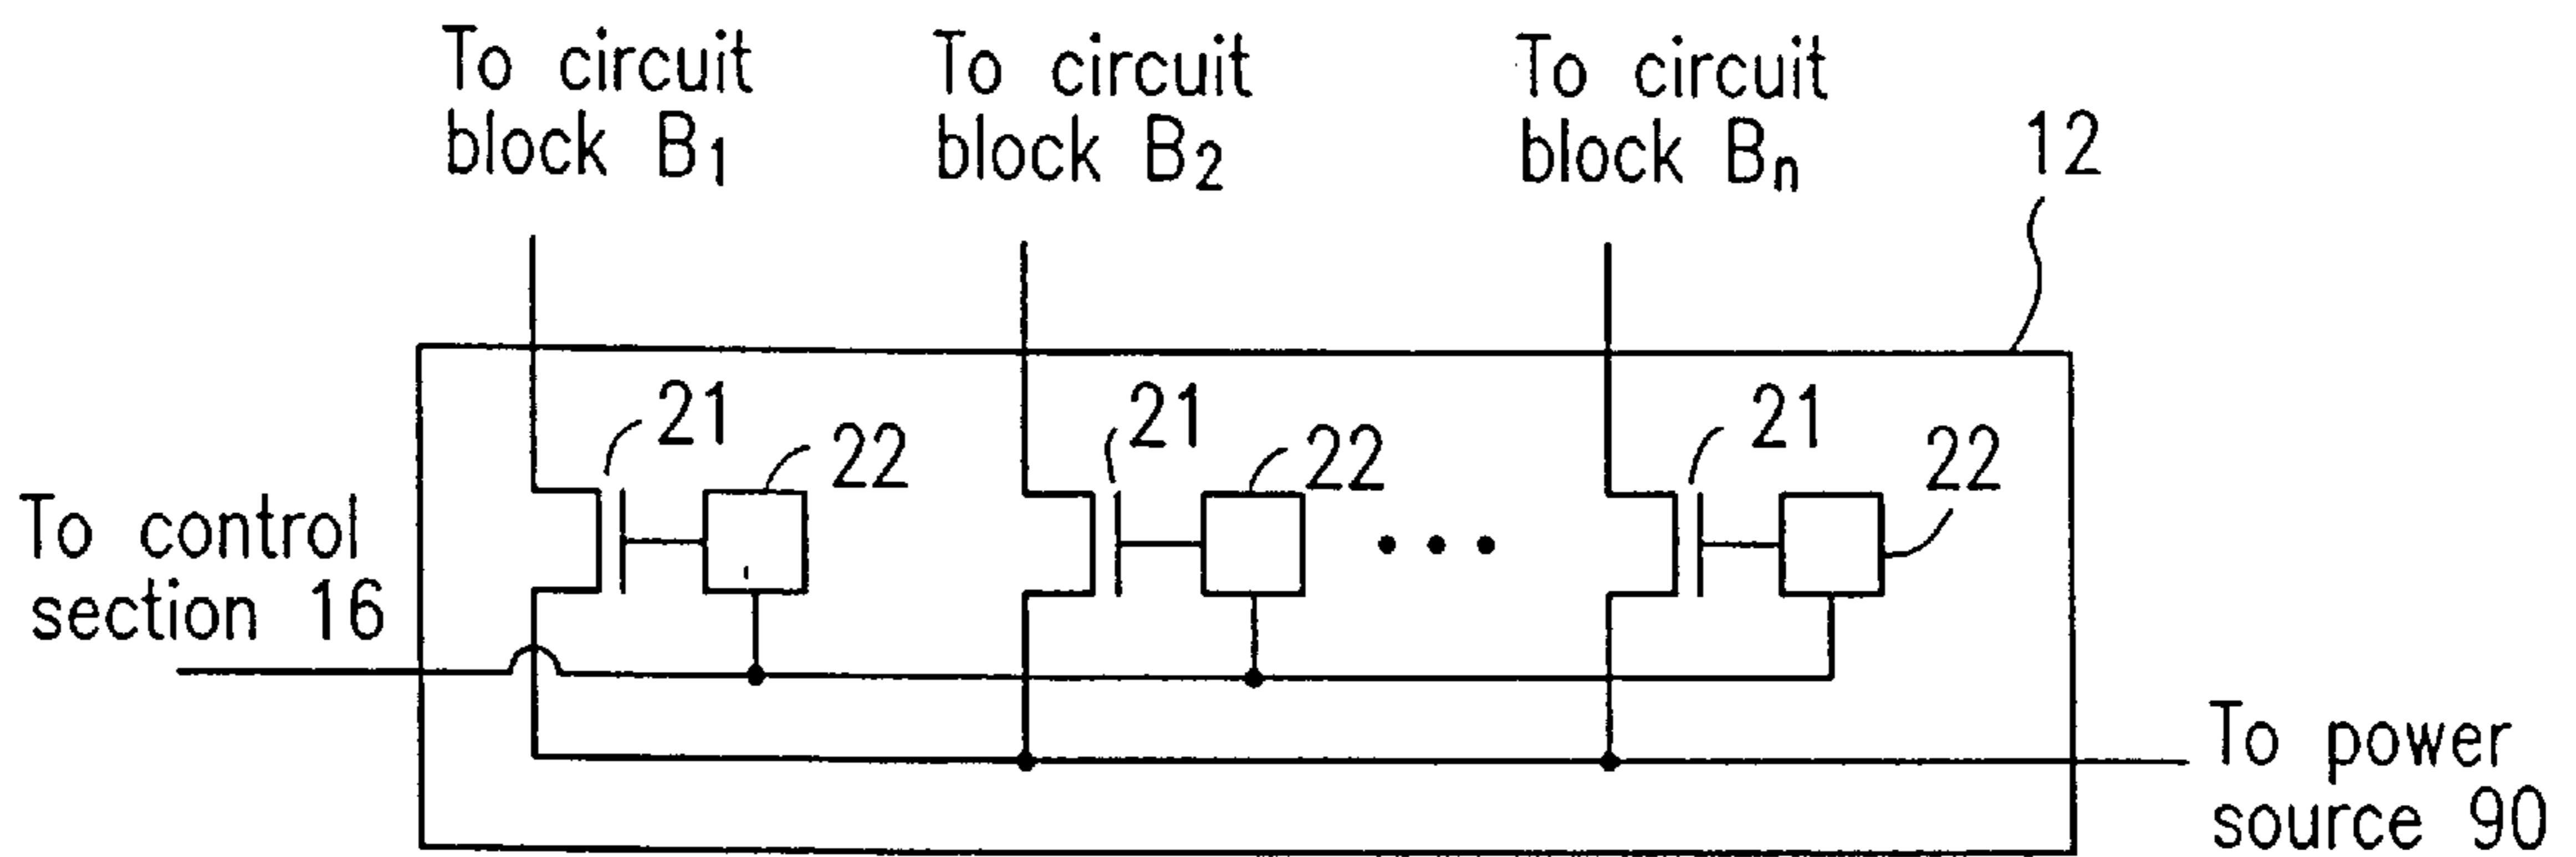 To circuit
block B1
To circuit
block B2
To circuit
block Bn
12
21
22
21
22
21
22
To control
section 16
To power
source 90